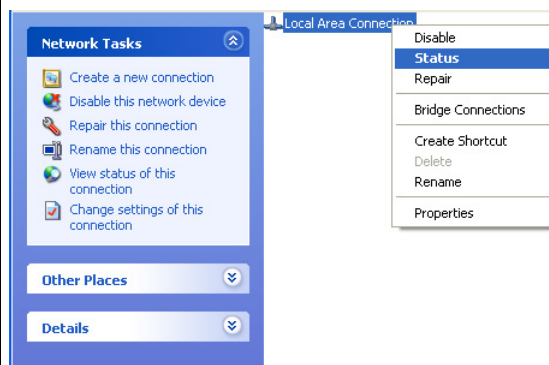 Network Tasks
Create a new connection
Disable this network device
Repair this connection
Rename this connection
View status of this
connection
Change settings of this
connection
Other Places
Details
Local Area Connection
Disable
Status
Repair
Bridge Connections
Create Shortcut
Delete
Rename
Properties